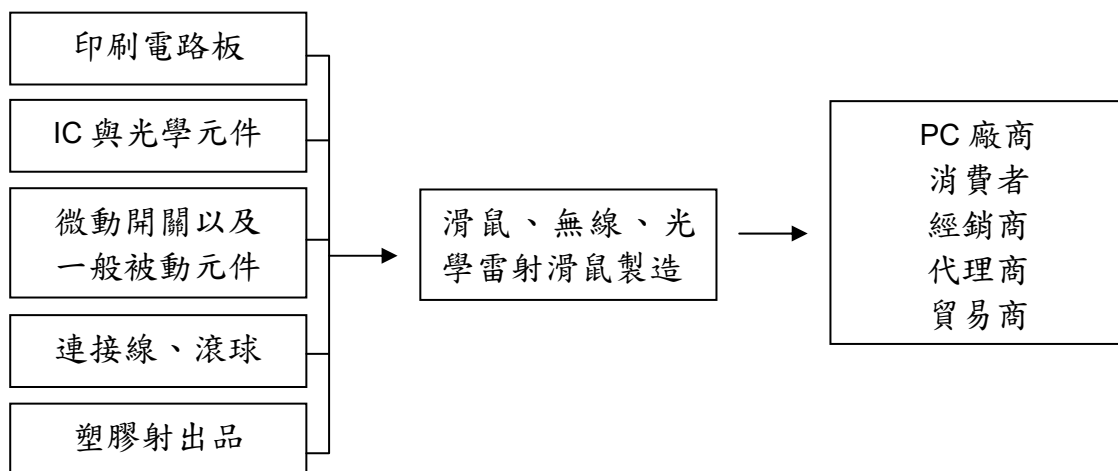 印刷電路板
IC 與光學元件
微動開關以及
一般被動元件
連接線、滾球
塑膠射出品
滑鼠、無線、光
學雷射滑鼠製造
PC 廠商
消費者
經銷商
代理商
貿易商